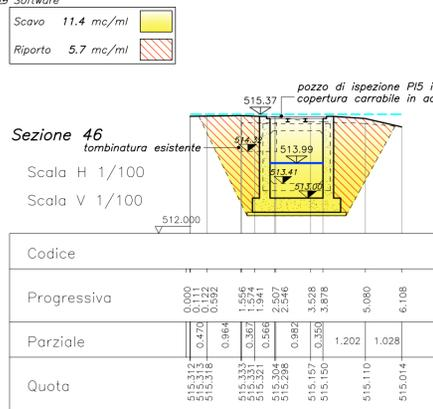 Software
Scavo 11.4 mc/ml
Riporto 5.7 mc/ml
pozzo di ispezione PI5 i
copertura carrabile in ac
515.37
Sezione 46
514.39
tombinatura esistente
513.99
Scala H 1/100
513.41
513.00
Scala V 1/100
512.000
Codice
Progressiva 0.000 0.111 0.122 0.592 1.556 1.574 1.941 2.507 2.546 3.528 3.878 5.080 6.108
Parziale 0.470 0.964 0.367 0.566 0.982 0.350 1.202 1.028
Quota 515.312 515.313 515.318 515.333 515.331 515.321 515.304 515.298 515.157 515.150 515.110 515.014